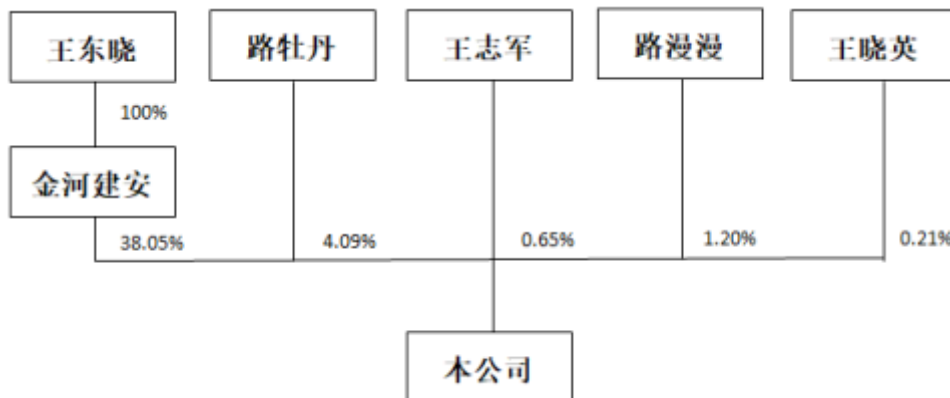 王东晓
路牡丹
王志军
路漫漫
王晓英
100%
金河建安
38.05%
4.09%
0.65%
1.20%
0.21%
本公司